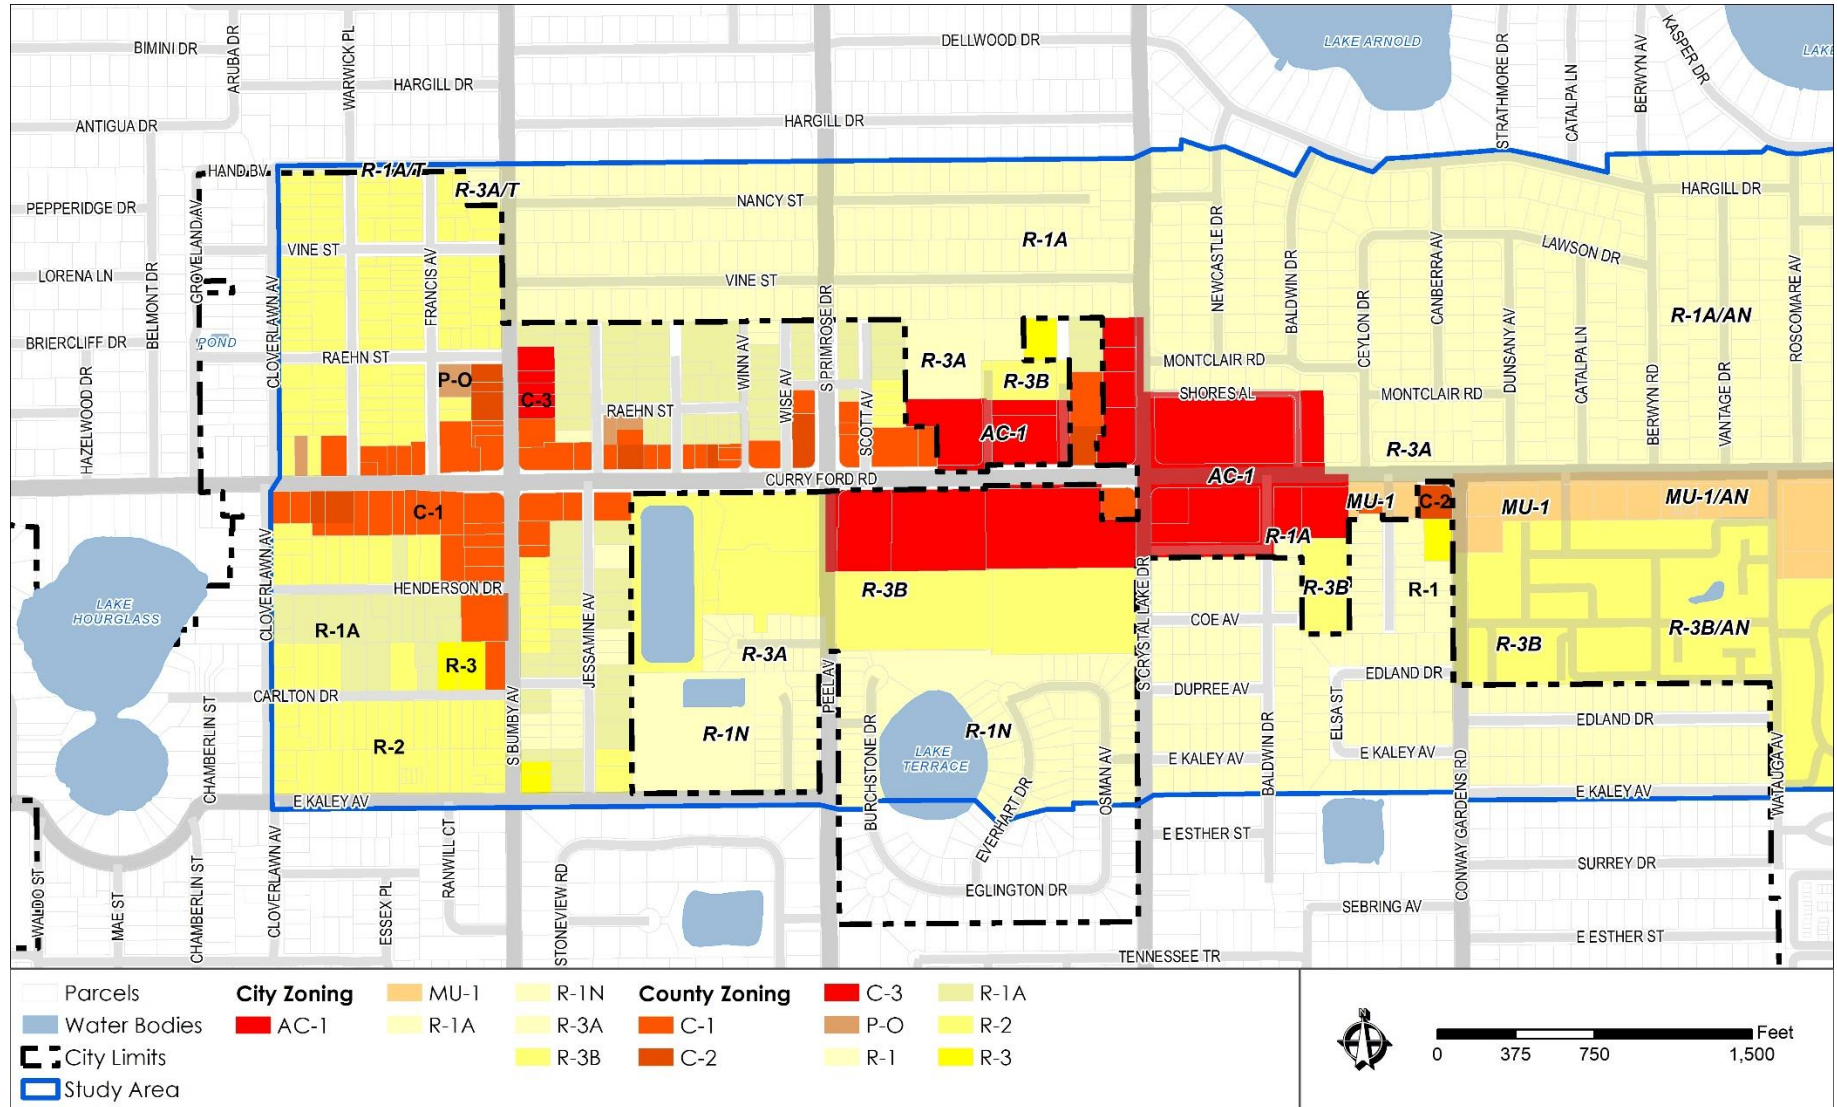 DELLWOOD DR
LAKE ARNOLD
LAKE
BIMINI DR
ARUBA DR
WARWICK PL
HARGILL DR
ANTIGUA DR
HARGILL DR
STRATHMORE DR
CATALPA LN
BERWYN AV
KASPER DR
HAND BV
R-1A/T
R-3A/T
PEPPERIDGE DR
GROVELAND AV
NANCY ST
HARGILL DR
NEWCASTLE DR
BALDWIN DR
CANBERRA AV
LAWSON DR
VINE ST
R-1A
LORENA LN
BELMONT DR
CLOVERLAWN AV
FRANCIS AV
VINE ST
S PRIMROSE DR
CEYLON DR
DUNSANY AV
CATALPA LN
R-1A/AN
ROSCOMARE AV
BRIERCLIFF DR
POND
RAEHN ST
WINN AV
WISE AV
R-3A
R-3B
MONTCLAIR RD
P-O
C-3
RAEHN ST
SCOTT AV
SHORES AL
MONTCLAIR RD
BERWYN RD
VANTAGE DR
HAZELWOOD DR
AC-1
R-3A
CURRY FORD RD
AC-1
C-1
MU-1
C-2
MU-1
MU-1/AN
R-1A
CLOVERLAWN AV
HENDERSON DR
JESSAMINE AV
R-3B
S CRYSTAL LAKE DR
R-3B
R-1
LAKE
HOURGLASS
R-1A
COE AV
R-3B/AN
R-3
R-3A
R-3B
CARLTON DR
PEEL AV
EDLAND DR
DUPREE AV
CHAMBERLIN ST
S BUMBY AV
R-2
R-1N
BURCHSTONE DR
R-1N
ELSA ST
EDLAND DR
LAKE
TERRACE
OSMAN AV
E KALEY AV
BALDWIN DR
E KALEY AV
CONWAY GARDENS RD
WATAUGA AV
E KALEY AV
E KALEY AV
EVERHART DR
E ESTHER ST
WALDO ST
MAE ST
CHAMBERLIN ST
CLOVERLAWN AV
ESSEX PL
RANWILL CT
STONEVIEW RD
EGLINGTON DR
SURREY DR
SEBRING AV
E ESTHER ST
TENNESSEE TR
Parcels
Water Bodies
City Limits
Study Area
City Zoning
AC-1
MU-1
R-1A
R-1N
R-3A
R-3B
County Zoning
C-1
C-2
C-3
P-O
R-1
R-1A
R-2
R-3
N
Feet
0 375 750 1,500